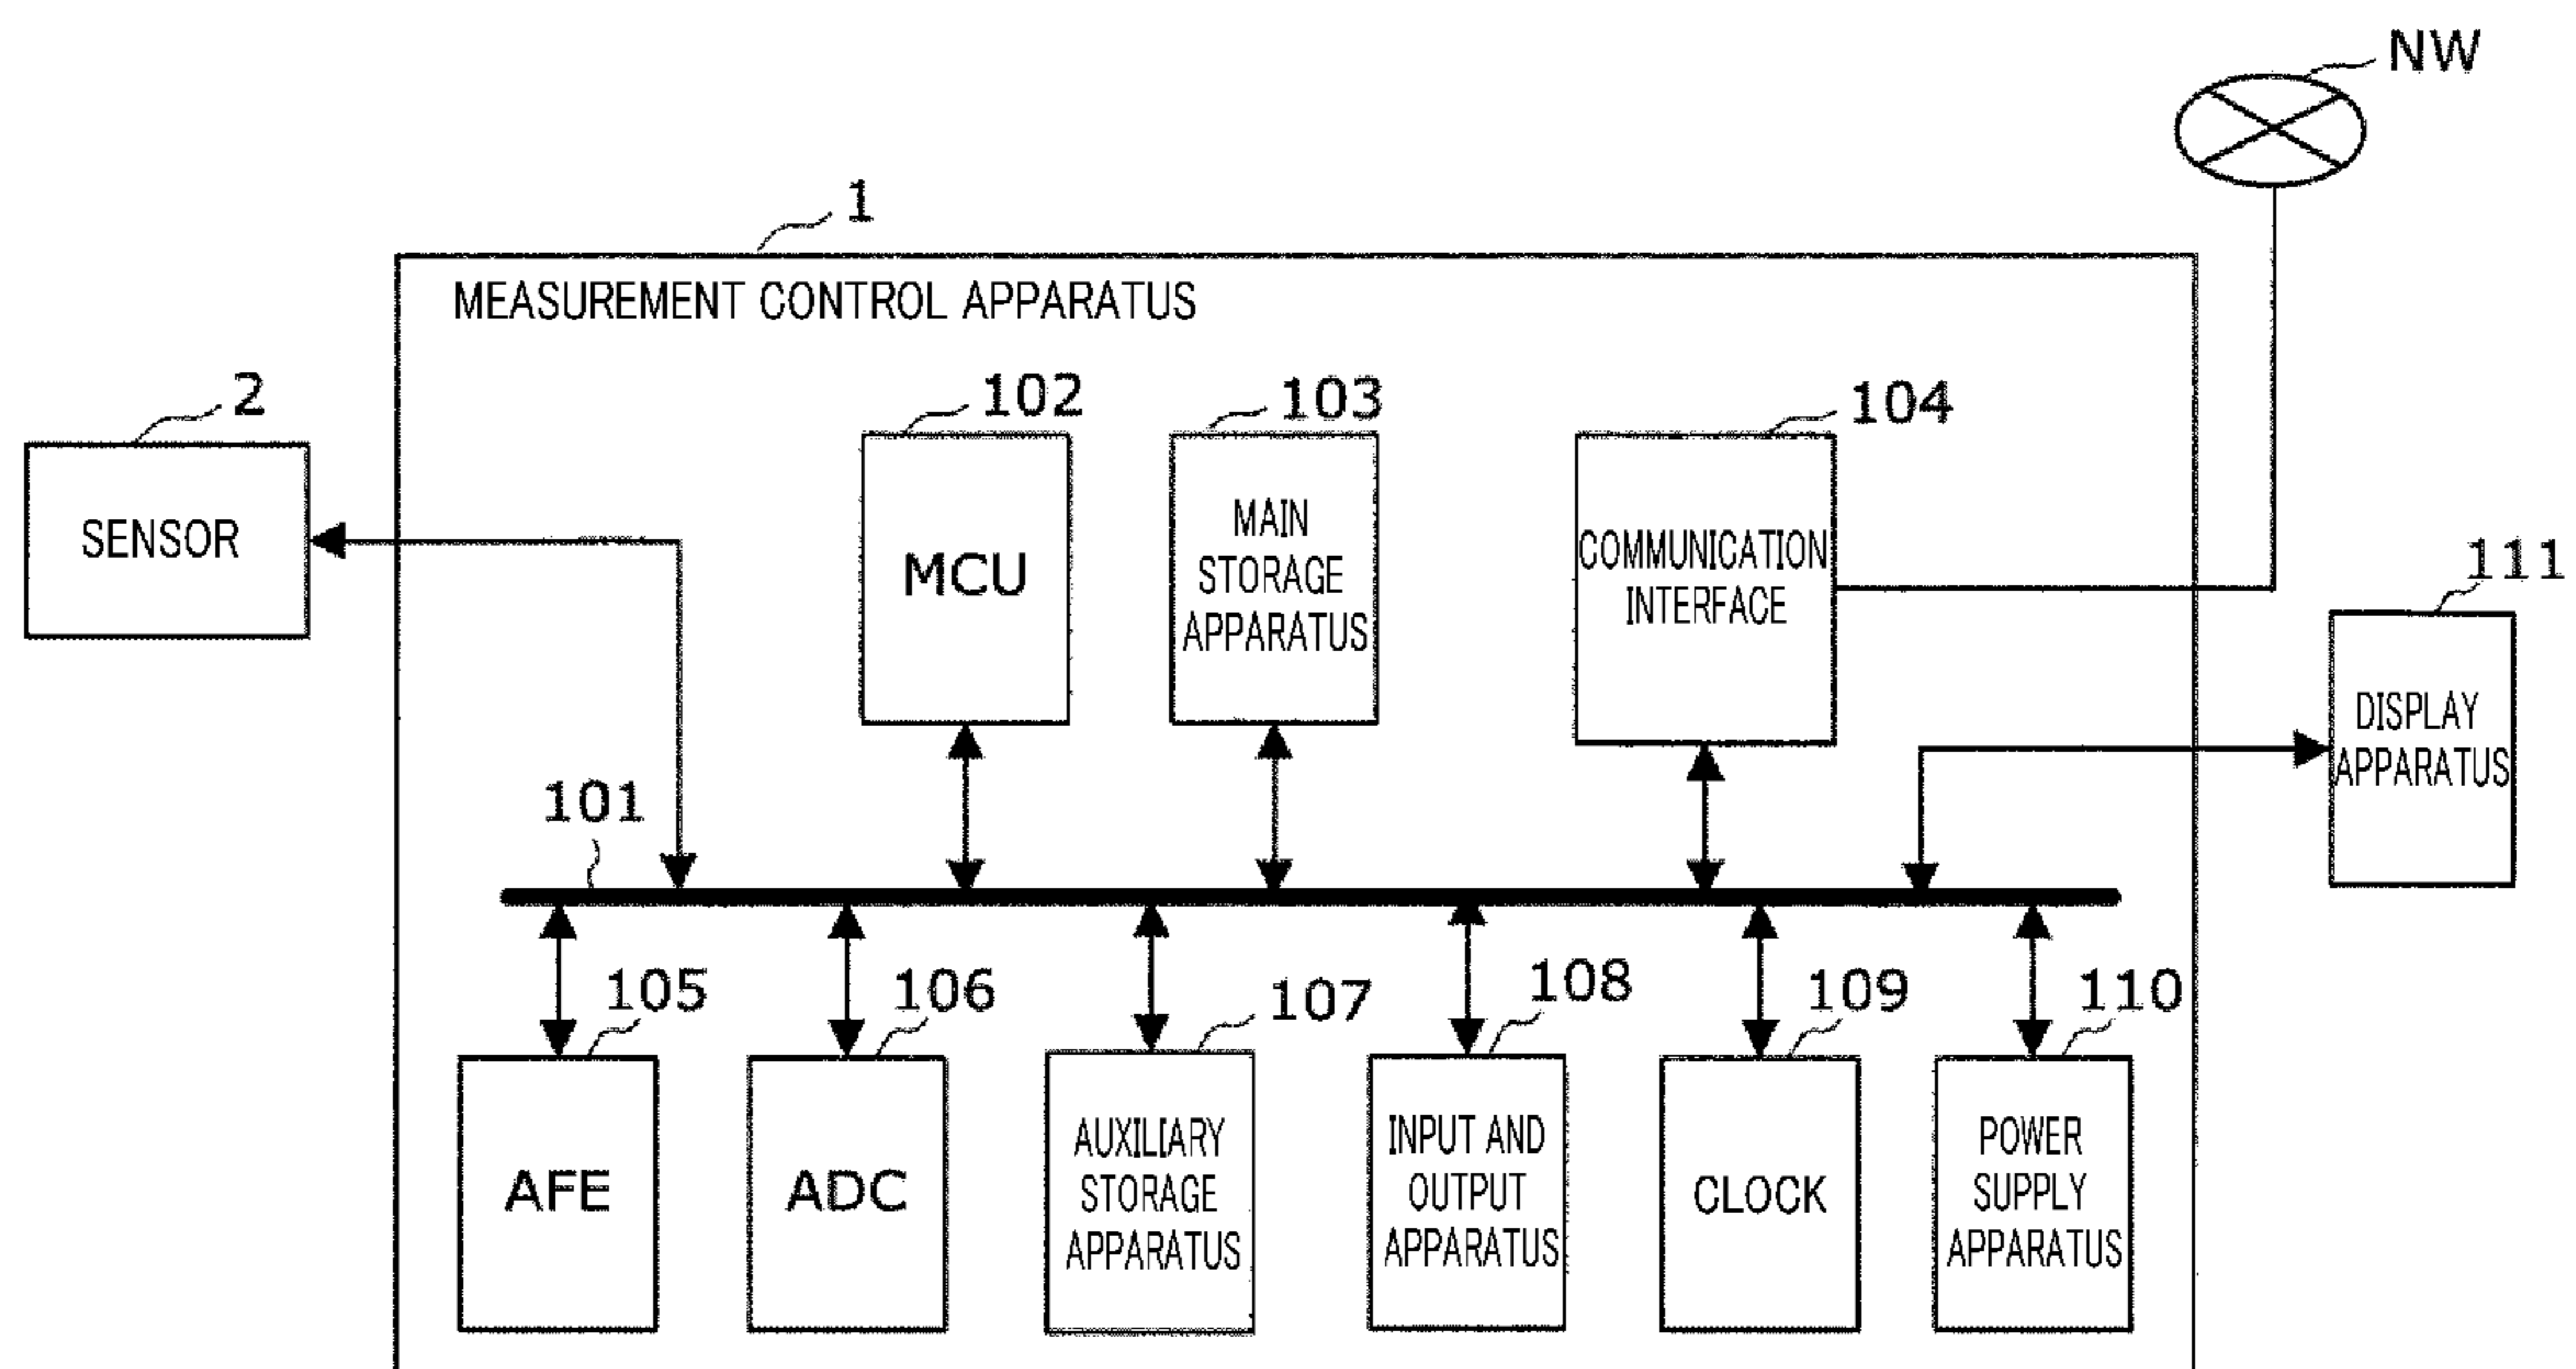 NW
1
MEASUREMENT CONTROL APPARATUS
2
SENSOR
102
MCU
103
MAIN
STORAGE
APPARATUS
104
COMMUNICATION
INTERFACE
111
DISPLAY
APPARATUS
101
105
AFE
106
ADC
107
AUXILIARY
STORAGE
APPARATUS
108
INPUT AND
OUTPUT
APPARATUS
109
CLOCK
110
POWER
SUPPLY
APPARATUS